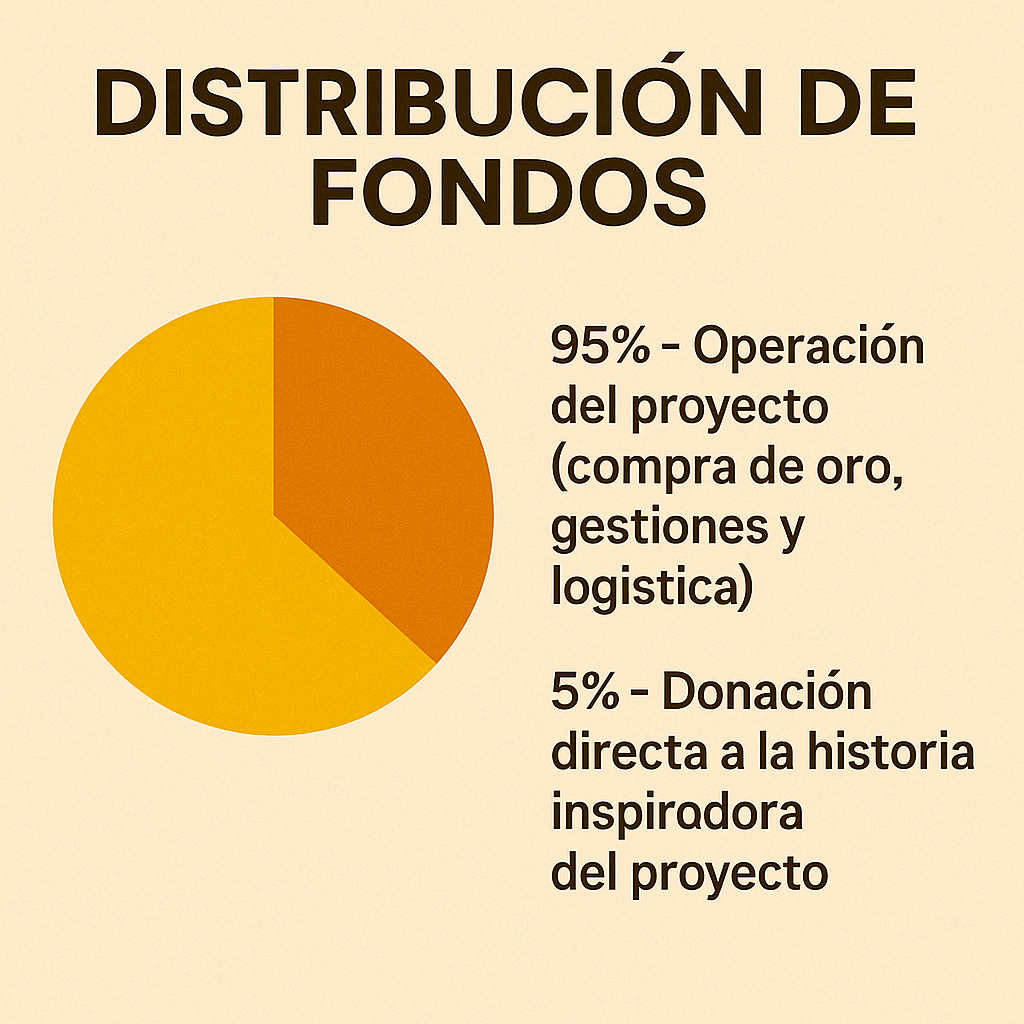 DISTRIBUCIÓN DE
FONDOS
95% - Operación
del proyecto
(compra de oro,
gestiones y
logistica)
5% - Donación
directa a la historia
inspiradora
del proyecto